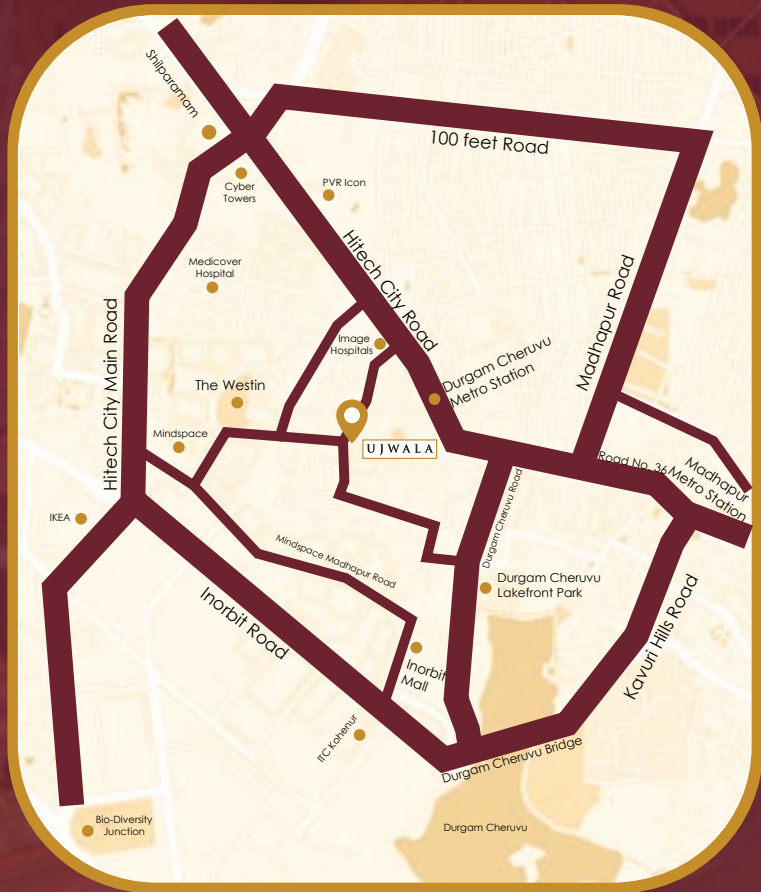 Shilparamam
100 feet Road
Cyber
Towers
PVR Icon
Hitech City Road
Medicover
Hospital
Madhapur Road
Hitech City Main Road
Image
Hospitals
Durgam Cheruvu
Metro Station
The Westin
Mindspace
UJWALA
Road No. 36
Madhapur
Metro Station
IKEA
Durgam Cheruvu Road
Mindspace Madhapur Road
Durgam Cheruvu
Lakefront Park
Inorbit Road
Kavuri Hills Road
Inorbit
Mall
ITC Kohenur
Durgam Cheruvu Bridge
Bio-Diversity
Junction
Durgam Cheruvu